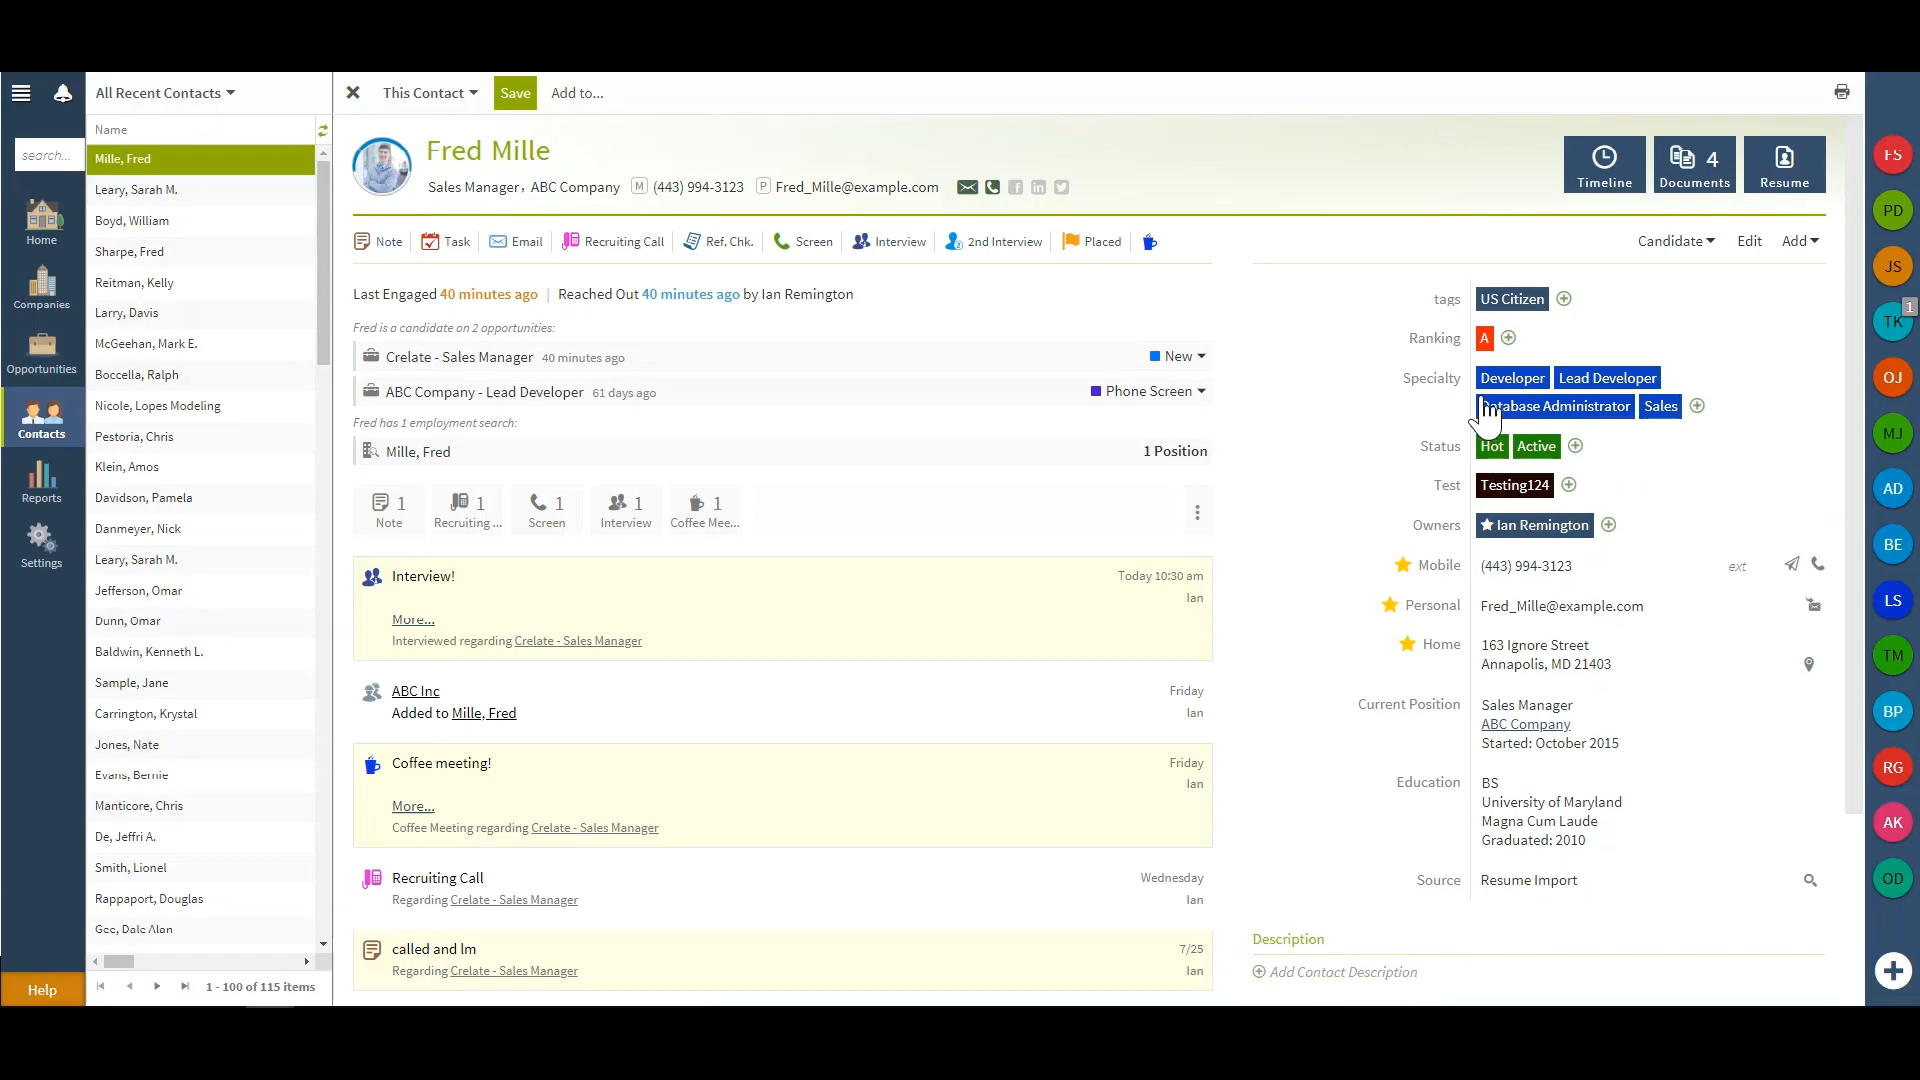 All Recent Contacts
This Contact
Save
Add to...
search...
Name
Mille, Fred
Leary, Sarah M.
Boyd, William
Sharpe, Fred
Reitman, Kelly
Larry, Davis
McGeehan, Mark E.
Boccella, Ralph
Nicole, Lopes Modeling
Pestoria, Chris
Klein, Amos
Davidson, Pamela
Danmeyer, Nick
Leary, Sarah M.
Jefferson, Omar
Dunn, Omar
Baldwin, Kenneth L.
Sample, Jane
Carrington, Krystal
Jones, Nate
Evans, Bernie
Manticore, Chris
De, Jeffri A.
Smith, Lionel
Rappaport, Douglas
Gee, Dale Alan
1 - 100 of 115 items
Home
Companies
Opportunities
Contacts
Reports
Settings
Help
Fred Mille
Sales Manager, ABC Company M (443) 994-3123 P Fred_Mille@example.com
Timeline
4
Documents
Resume
Note Task Email Recruiting Call Ref. Chk. Screen Interview 2nd Interview Placed
Candidate Edit Add
Last Engaged 40 minutes ago | Reached Out 40 minutes ago by Ian Remington
Fred is a candidate on 2 opportunities:
Crelate - Sales Manager 40 minutes ago New
ABC Company - Lead Developer 61 days ago Phone Screen
Fred has 1 employment search:
Mille, Fred 1 Position
1 1 1 1 1
Note Recruiting ... Screen Interview Coffee Mee...
Interview! Today 10:30 am
Ian
More...
Interviewed regarding Crelate - Sales Manager
ABC Inc Friday
Added to Mille, Fred Ian
Coffee meeting! Friday
Ian
More...
Coffee Meeting regarding Crelate - Sales Manager
Recruiting Call Wednesday
Regarding Crelate - Sales Manager Ian
called and lm 7/25
Regarding Crelate - Sales Manager Ian
tags US Citizen
Ranking A
Specialty Developer Lead Developer
Database Administrator Sales
Status Hot Active
Test Testing124
Owners Ian Remington
Mobile (443) 994-3123 ext
Personal Fred_Mille@example.com
Home 163 Ignore Street
Annapolis, MD 21403
Current Position Sales Manager
ABC Company
Started: October 2015
Education BS
University of Maryland
Magna Cum Laude
Graduated: 2010
Source Resume Import
Description
Add Contact Description
PD
JS
1
TK
OJ
MJ
AD
BE
LS
TM
BP
RG
AK
OD